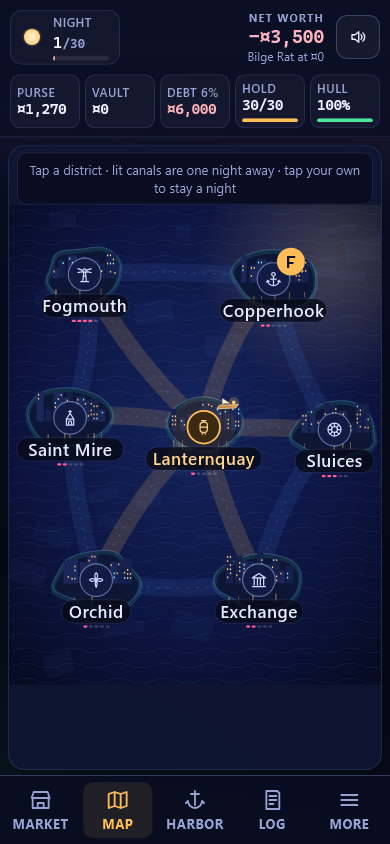 NIGHT
1/30
NET WORTH
−¤3,500
Bilge Rat at ¤0
PURSE
¤1,270
VAULT
¤0
DEBT 6%
¤6,000
HOLD
30/30
HULL
100%
Tap a district · lit canals are one night away · tap your own
to stay a night
F
Fogmouth
Copperhook
Saint Mire
Lanternquay
Sluices
Orchid
Exchange
MARKET
MAP
HARBOR
LOG
MORE